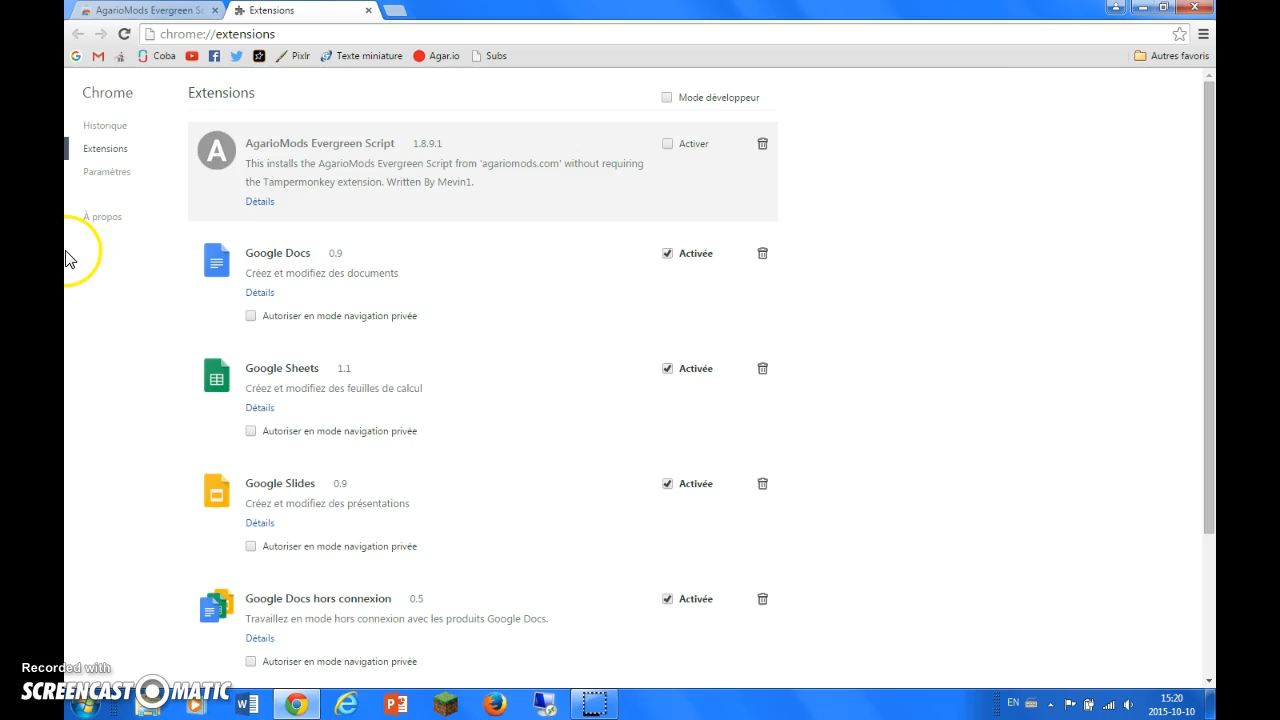 AgarioMods Evergreen Sc
Extensions
chrome://extensions
Coba
Pixlr
Texte miniature
Agar.io
Subs
Autres favoris
Chrome
Extensions
Mode développeur
Historique
Extensions
Paramètres
À propos
A
AgarioMods Evergreen Script 1.8.9.1
Activer
This installs the AgarioMods Evergreen Script from 'agariomods.com' without requiring
the Tampermonkey extension. Written By Mevin1.
Détails
Google Docs 0.9
Activée
Créez et modifiez des documents
Détails
Autoriser en mode navigation privée
Google Sheets 1.1
Activée
Créez et modifiez des feuilles de calcul
Détails
Autoriser en mode navigation privée
Google Slides 0.9
Activée
Créez et modifiez des présentations
Détails
Autoriser en mode navigation privée
Google Docs hors connexion 0.5
Activée
Travaillez en mode hors connexion avec les produits Google Docs.
Détails
Autoriser en mode navigation privée
Recorded with
SCREENCAST MATIC
EN
15:20
2015-10-10